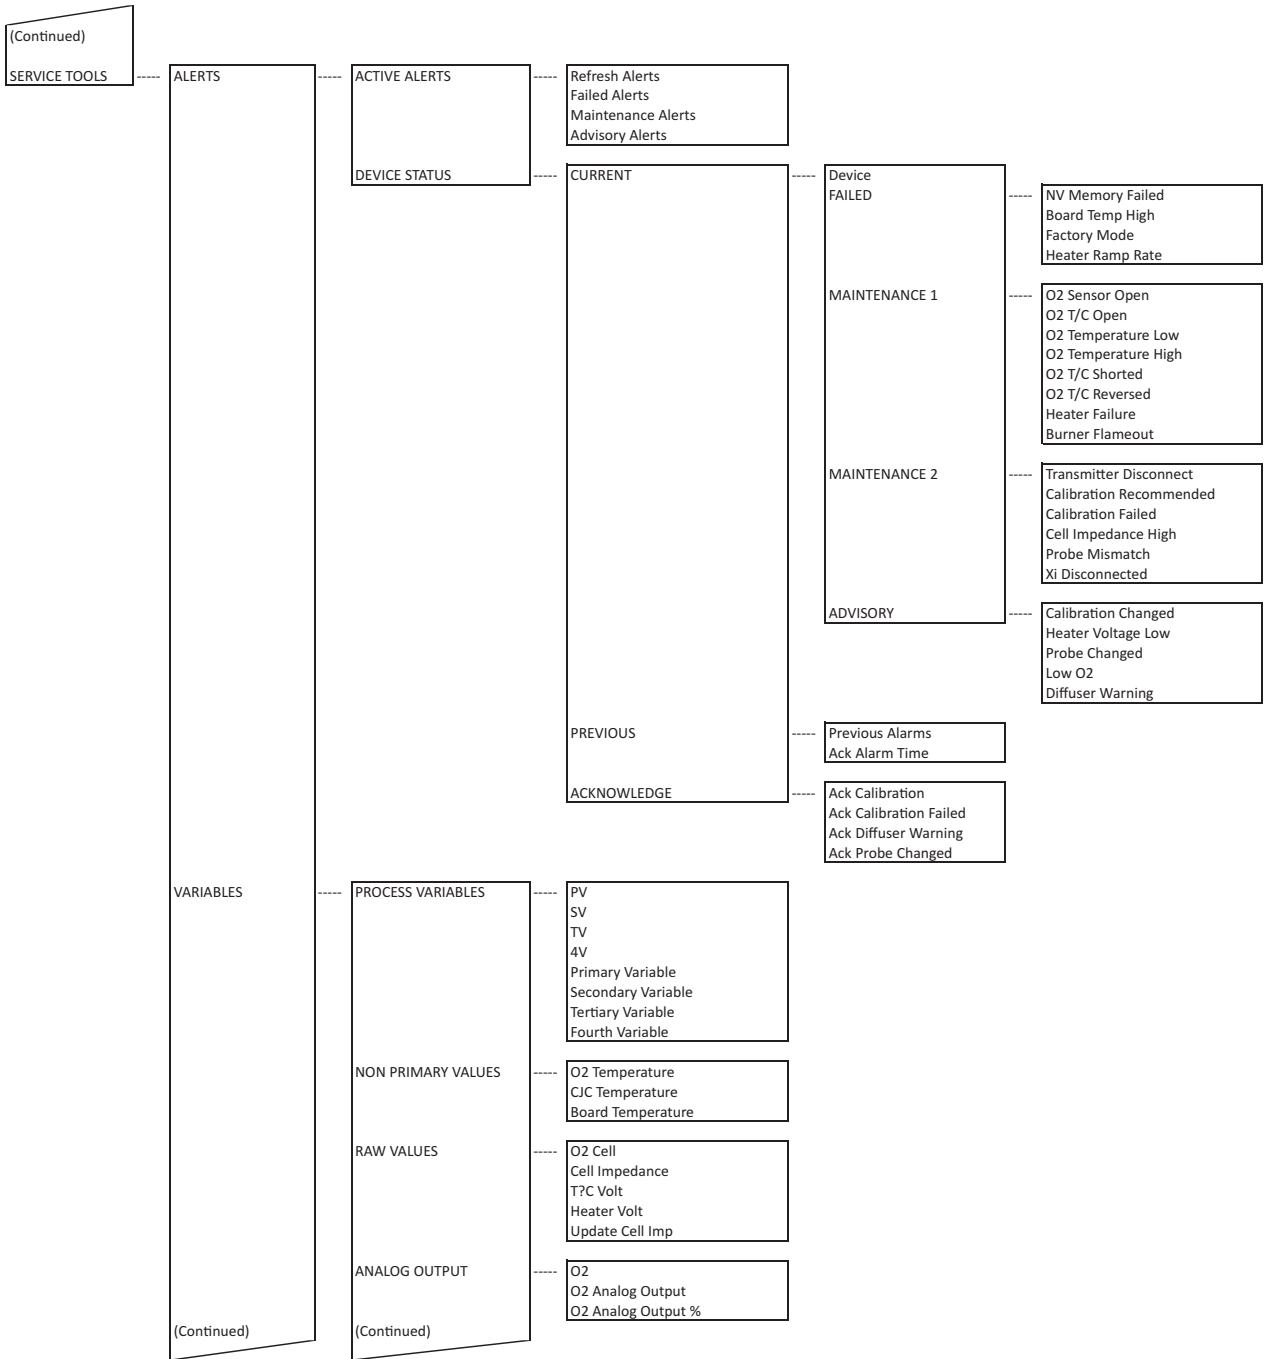 (Continued)
SERVICE TOOLS
ALERTS
ACTIVE ALERTS
Refresh Alerts
Failed Alerts
Maintenance Alerts
Advisory Alerts
DEVICE STATUS
CURRENT
Device
FAILED
NV Memory Failed
Board Temp High
Factory Mode
Heater Ramp Rate
MAINTENANCE 1
O2 Sensor Open
O2 T/C Open
O2 Temperature Low
O2 Temperature High
O2 T/C Shorted
O2 T/C Reversed
Heater Failure
Burner Flameout
MAINTENANCE 2
Transmitter Disconnect
Calibration Recommended
Calibration Failed
Cell Impedance High
Probe Mismatch
Xi Disconnected
ADVISORY
Calibration Changed
Heater Voltage Low
Probe Changed
Low O2
Diffuser Warning
PREVIOUS
Previous Alarms
Ack Alarm Time
ACKNOWLEDGE
Ack Calibration
Ack Calibration Failed
Ack Diffuser Warning
Ack Probe Changed
VARIABLES
PROCESS VARIABLES
PV
SV
TV
4V
Primary Variable
Secondary Variable
Tertiary Variable
Fourth Variable
NON PRIMARY VALUES
O2 Temperature
CJC Temperature
Board Temperature
RAW VALUES
O2 Cell
Cell Impedance
T?C Volt
Heater Volt
Update Cell Imp
ANALOG OUTPUT
O2
O2 Analog Output
O2 Analog Output %
(Continued)
(Continued)